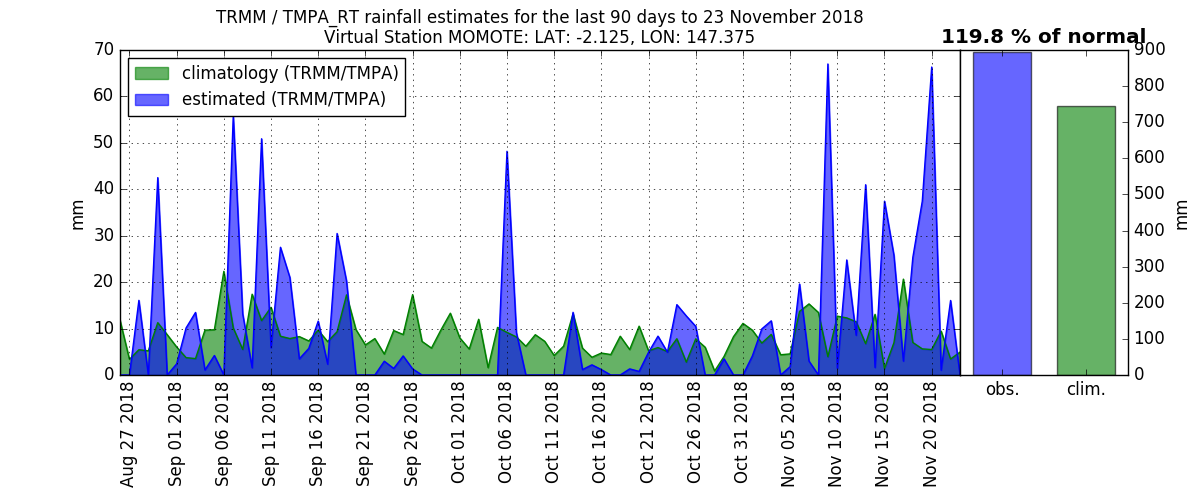 TRMM / TMPA_RT rainfall estimates for the last 90 days to 23 November 2018
Virtual Station MOMOTE: LAT: -2.125, LON: 147.375
119.8 % of normal
climatology (TRMM/TMPA)
estimated (TRMM/TMPA)
70
60
50
40
30
20
10
0
mm
Aug 27 2018
Sep 01 2018
Sep 06 2018
Sep 11 2018
Sep 16 2018
Sep 21 2018
Sep 26 2018
Oct 01 2018
Oct 06 2018
Oct 11 2018
Oct 16 2018
Oct 21 2018
Oct 26 2018
Oct 31 2018
Nov 05 2018
Nov 10 2018
Nov 15 2018
Nov 20 2018
obs.
clim.
900
800
700
600
500
400
300
200
100
0
mm